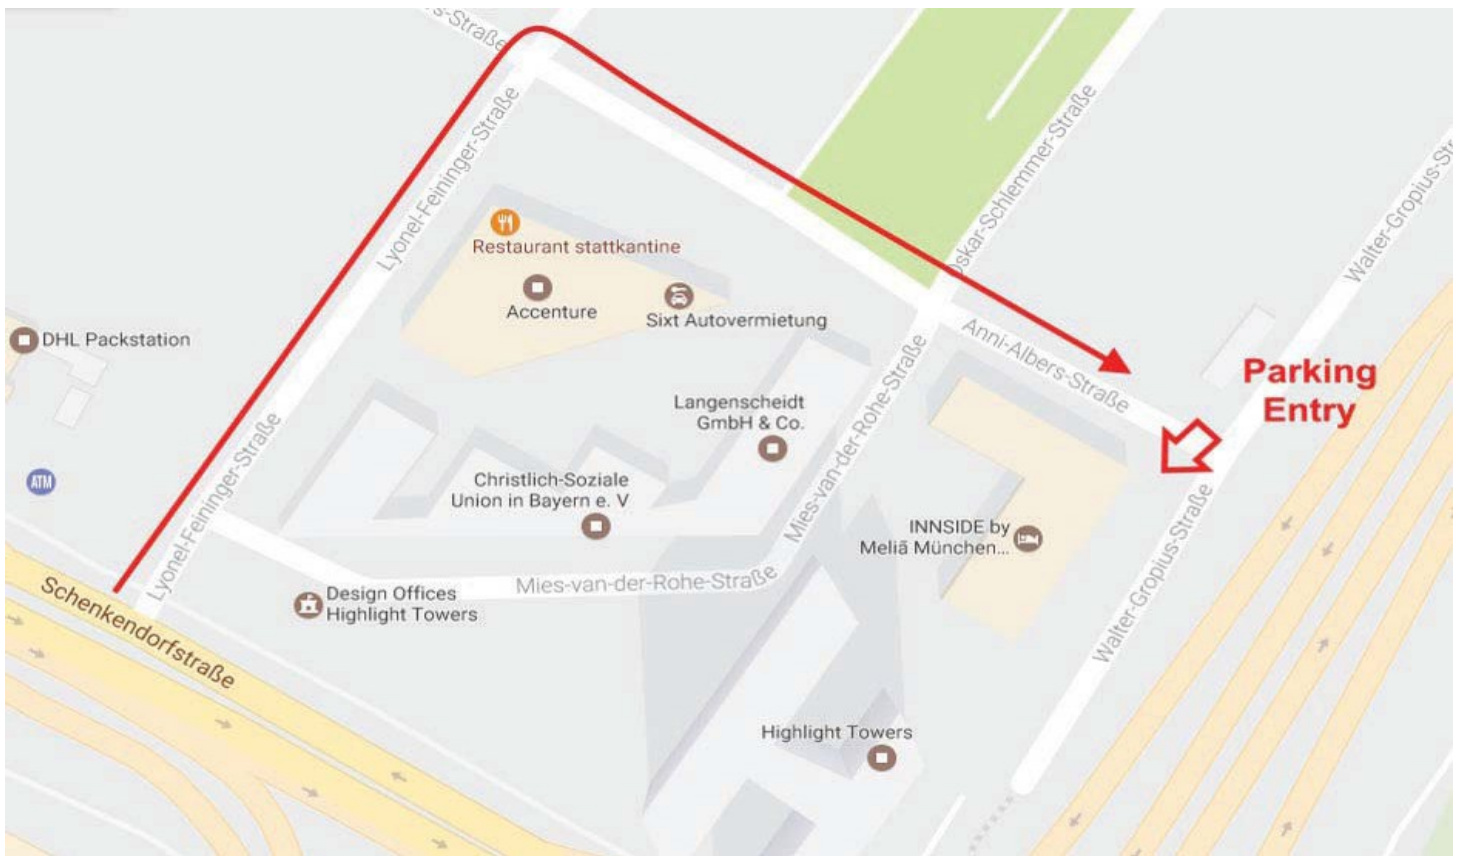 s-Straße
Lyonel-Feininger-Straße
Oskar-Schlemmer-Straße
Walter-Gropius-Str
Restaurant stattkantine
Accenture
Sixt Autovermietung
DHL Packstation
Anni-Albers-Straße
Parking
Entry
Langenscheidt
GmbH & Co.
Mies-van-der-Rohe-Straße
Lyonel-Feininger-Straße
ATM
Christlich-Soziale
Union in Bayern e. V
INNSIDE by
Meliã München...
Walter-Gropius-Straße
Mies-van-der-Rohe-Straße
Design Offices
Highlight Towers
Schenkendorfstraße
Highlight Towers